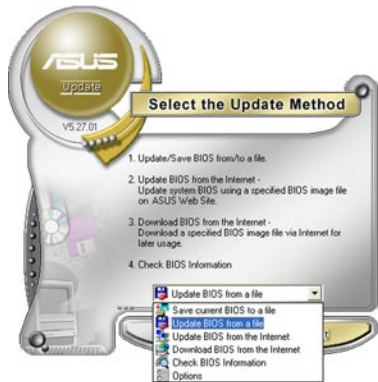 ASUS
Update
V5.27.01
Select the Update Method
1. Update/Save BIOS from/to a file.
2. Update BIOS from the Internet -
Update system BIOS using a specified BIOS image file
on ASUS Web Site.
3. Download BIOS from the Internet -
Download a specified BIOS image file via Internet for
later usage.
4. Check BIOS Information
Update BIOS from a file
Save current BIOS to a file
Update BIOS from a file
Update BIOS from the Internet
Download BIOS from the Internet
Check BIOS Information
Options